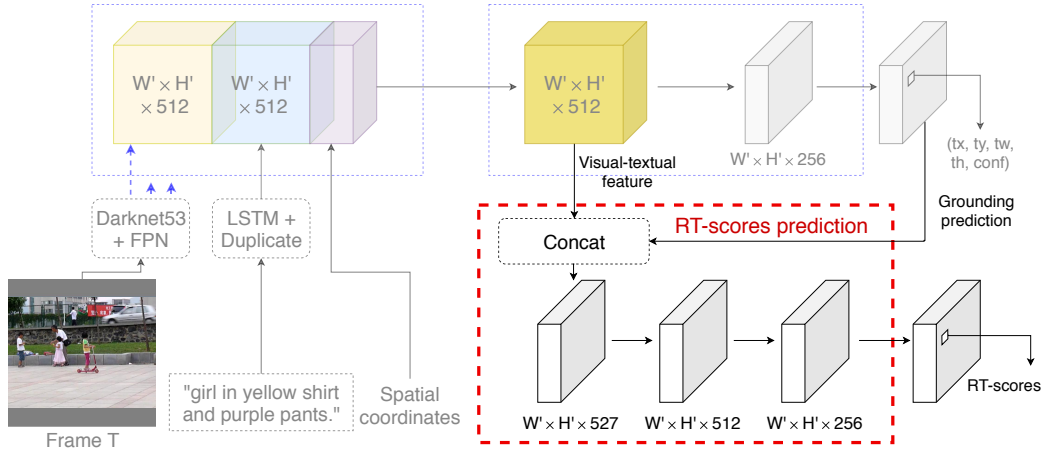 W' × H'
× 512
W' × H'
× 512
W' × H'
× 512
W' × H' × 256
(tx, ty, tw,
th, conf)
Visual-textual
feature
Grounding
prediction
Darknet53
+ FPN
LSTM +
Duplicate
RT-scores prediction
Concat
"girl in yellow shirt
and purple pants."
Spatial
coordinates
Frame T
W' × H' × 527
W' × H' × 512
W' × H' × 256
RT-scores